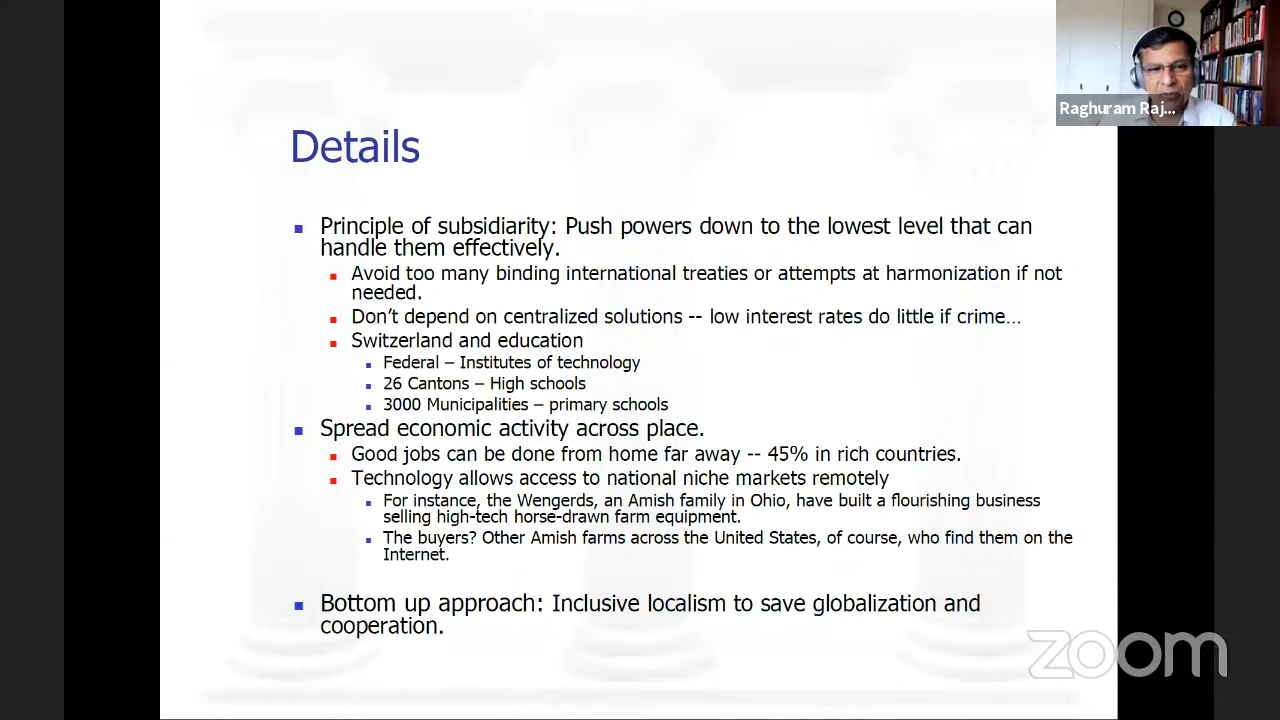 Raghuram Raj...
Details
Principle of subsidiarity: Push powers down to the lowest level that can
handle them effectively.
Avoid too many binding international treaties or attempts at harmonization if not
needed.
Don't depend on centralized solutions -- low interest rates do little if crime…
Switzerland and education
Federal – Institutes of technology
26 Cantons – High schools
3000 Municipalities – primary schools
Spread economic activity across place.
Good jobs can be done from home far away -- 45% in rich countries.
Technology allows access to national niche markets remotely
For instance, the Wengerds, an Amish family in Ohio, have built a flourishing business
selling high-tech horse-drawn farm equipment.
The buyers? Other Amish farms across the United States, of course, who find them on the
Internet.
Bottom up approach: Inclusive localism to save globalization and
cooperation.
zoom